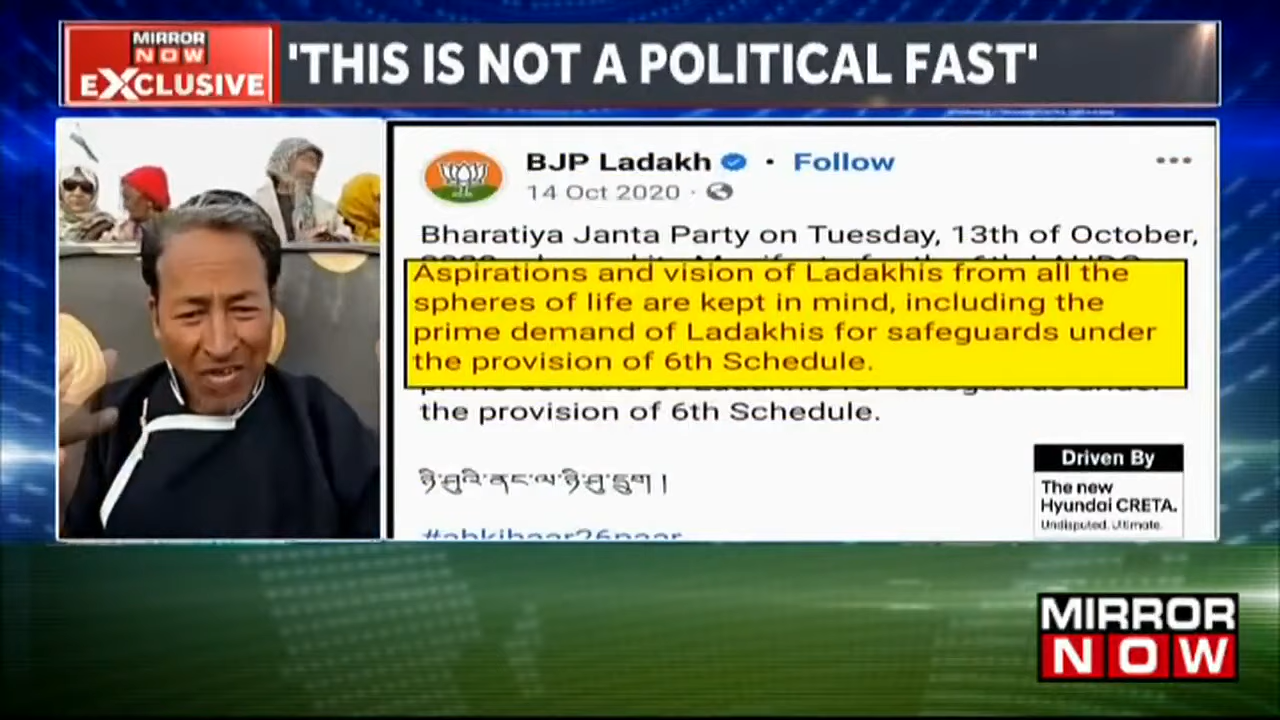 MIRROR
NOW
EXCLUSIVE
'THIS IS NOT A POLITICAL FAST'
BJP Ladakh · Follow
14 Oct 2020 ·
Bharatiya Janta Party on Tuesday, 13th of October,
Aspirations and vision of Ladakhis from all the
spheres of life are kept in mind, including the
prime demand of Ladakhis for safeguards under
the provision of 6th Schedule.
the provision of 6th Schedule.
ཉི་ཤུའི་ནང་ལ་ཉི་ཤུ་དྲུག །
#abkibaar26paar
Driven By
The new
Hyundai CRETA.
Undisputed. Ultimate.
MIRROR
NOW